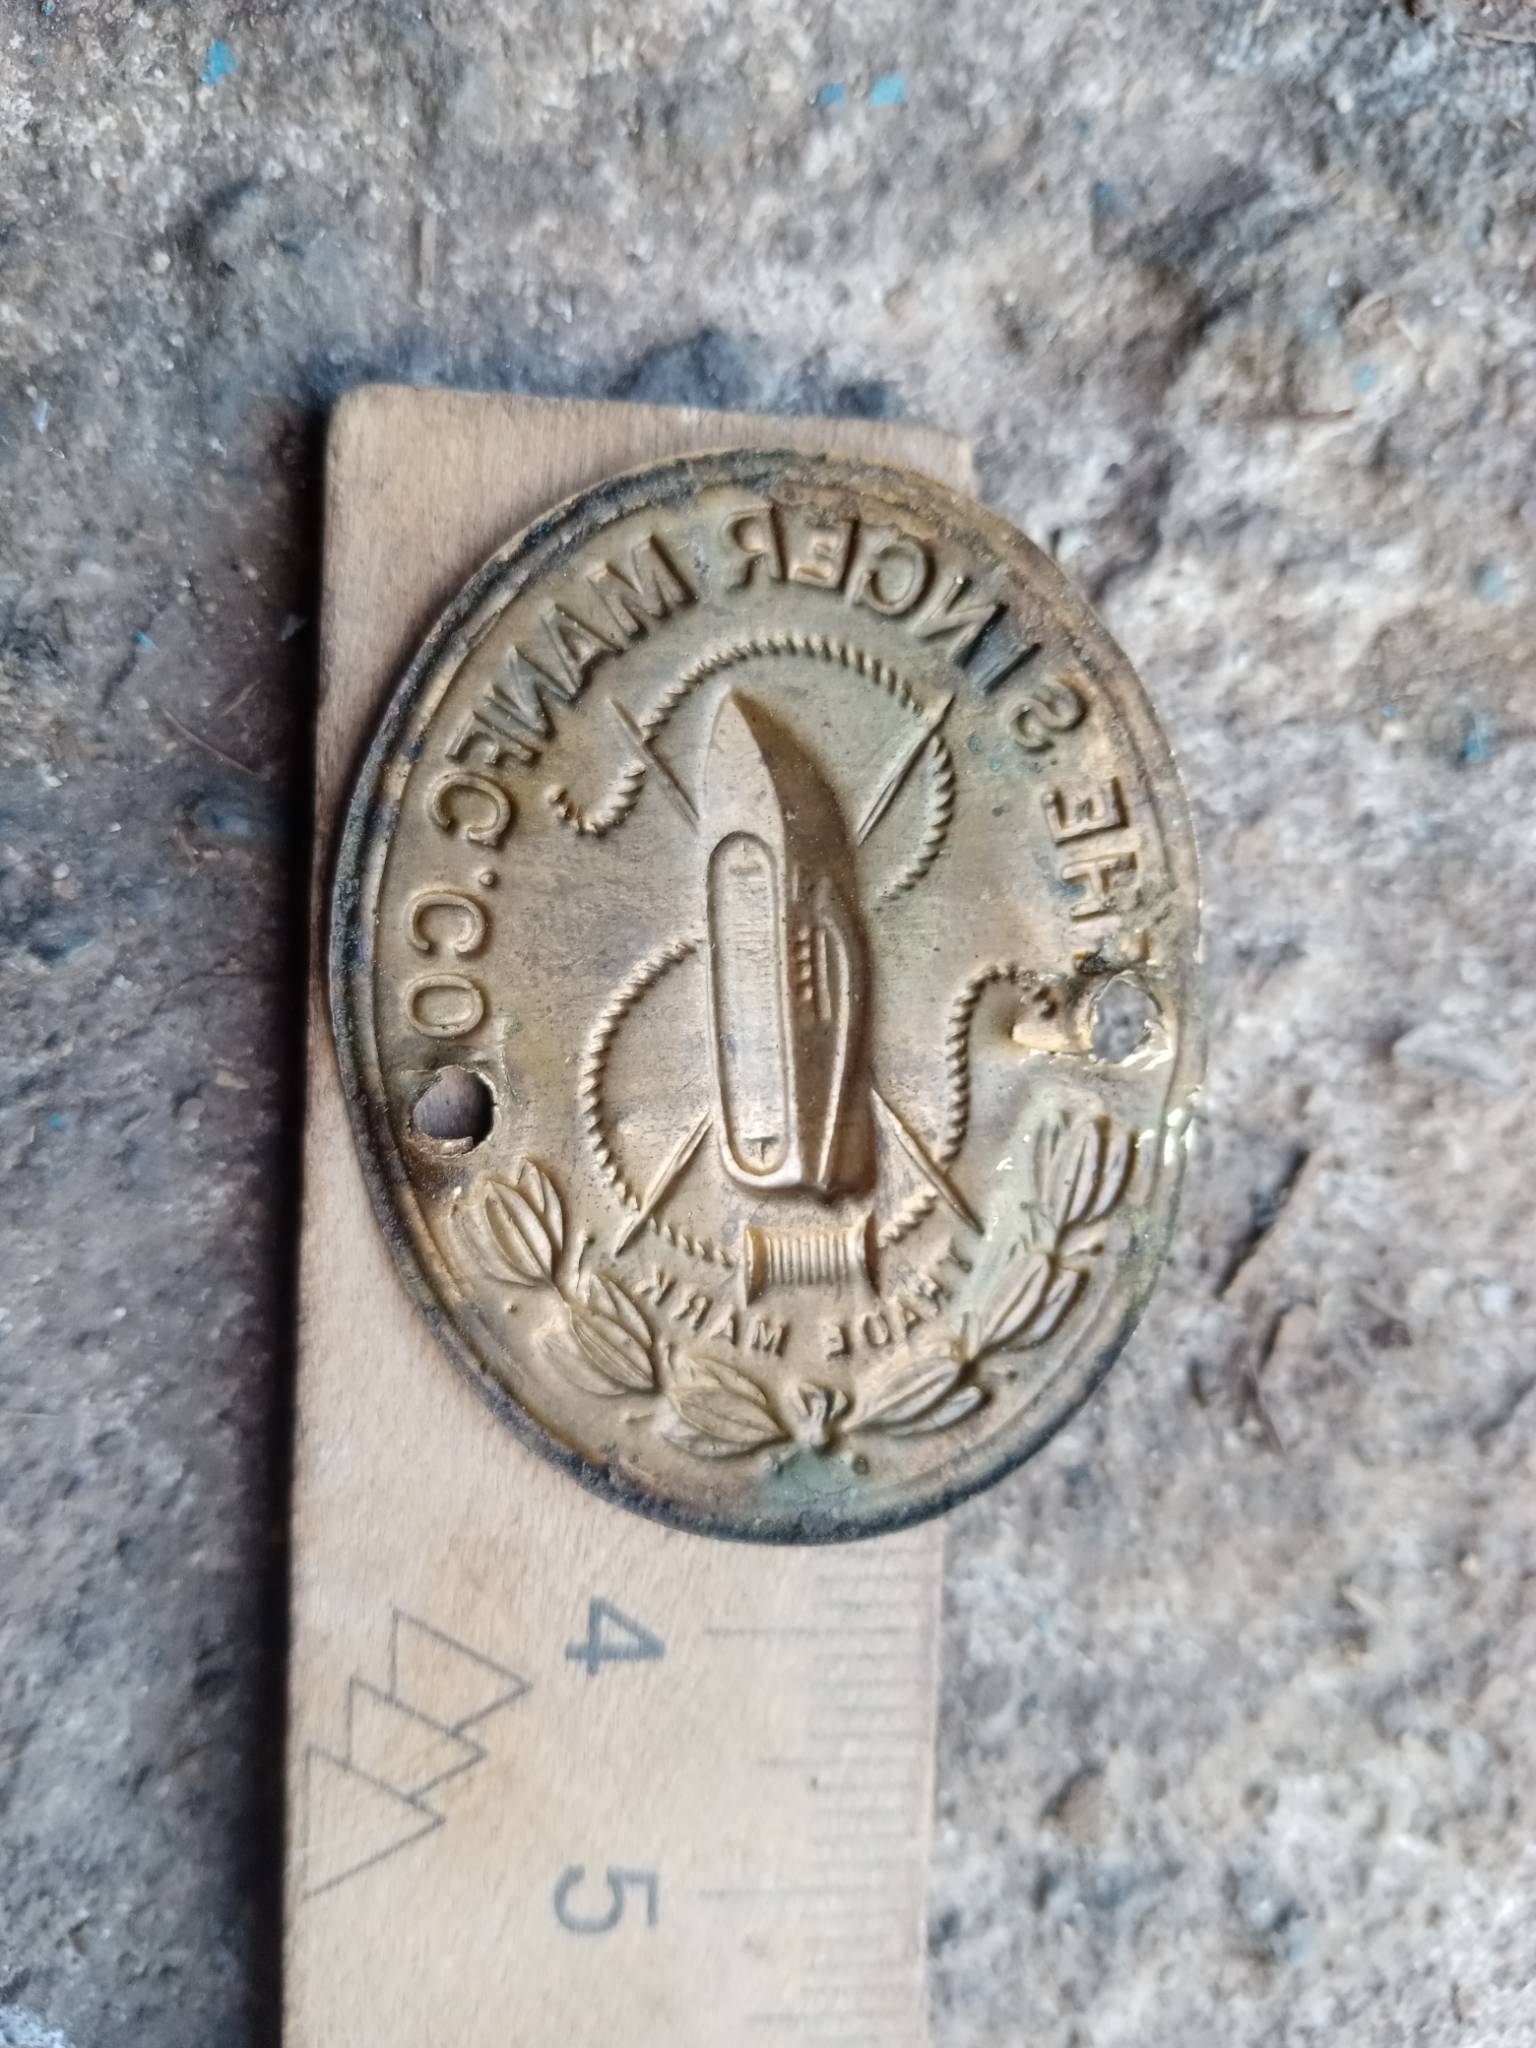 THE SINGER MANFG. CO
TRADE MARK
4
5